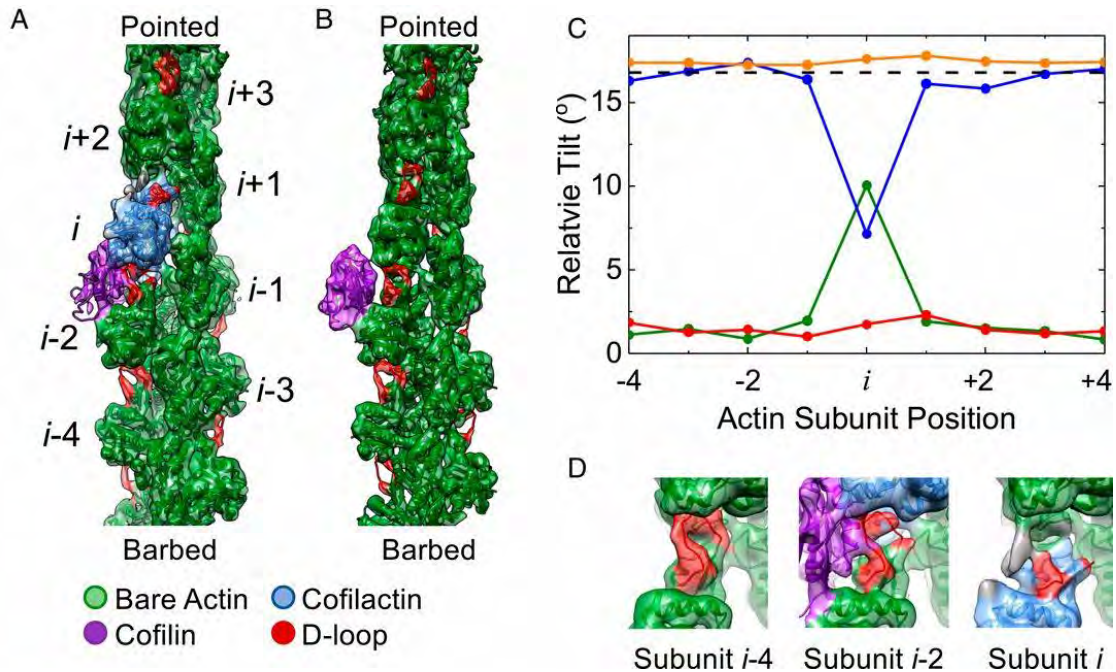 A
Pointed
i+3
i+2
i+1
i
i-1
i-2
i-3
i-4
Barbed
B
Pointed
Barbed
Bare Actin
Cofilactin
Cofilin
D-loop
C
Relatvie Tilt (°)
15
10
5
0
-4
-2
i
+2
+4
Actin Subunit Position
D
Subunit i-4
Subunit i-2
Subunit i